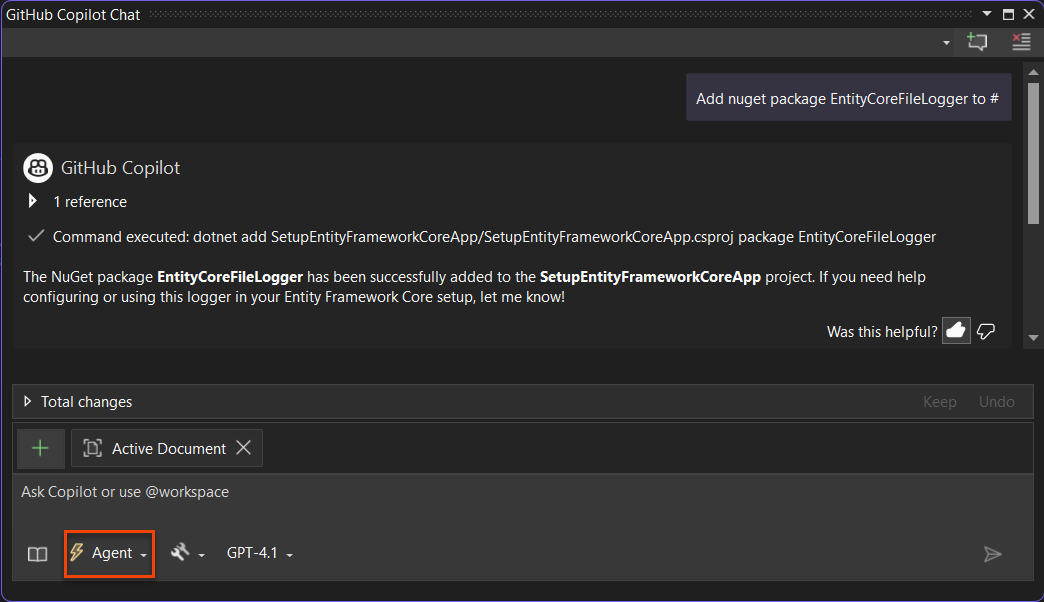 GitHub Copilot Chat
Add nuget package EntityCoreFileLogger to #
GitHub Copilot
1 reference
Command executed: dotnet add SetupEntityFrameworkCoreApp/SetupEntityFrameworkCoreApp.csproj package EntityCoreFileLogger
The NuGet package EntityCoreFileLogger has been successfully added to the SetupEntityFrameworkCoreApp project. If you need help
configuring or using this logger in your Entity Framework Core setup, let me know!
Was this helpful?
Total changes
Keep Undo
Active Document
Ask Copilot or use @workspace
Agent
GPT-4.1